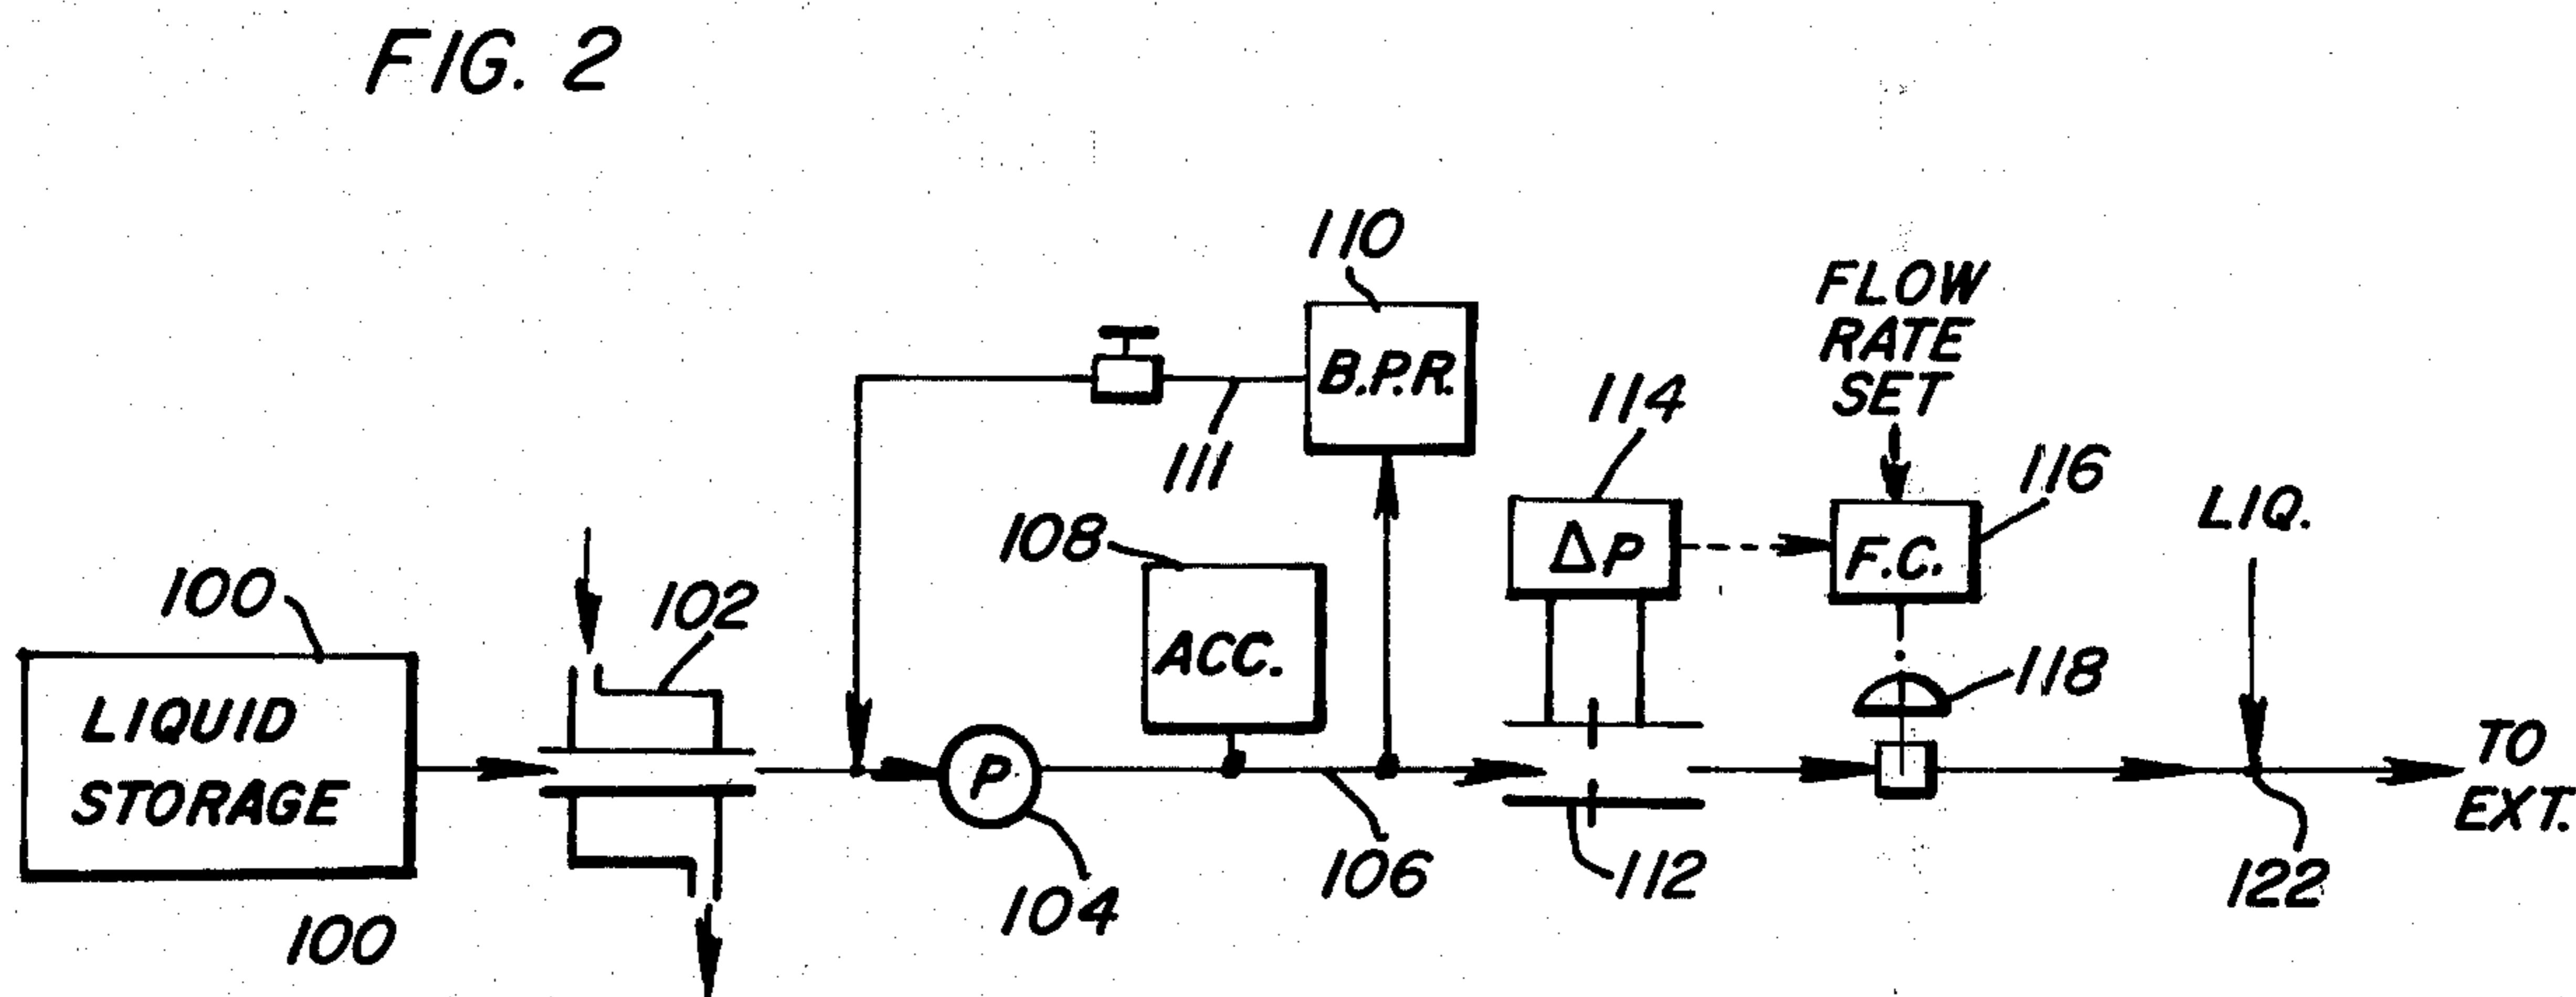 FIG. 2
110
FLOW
RATE
SET
B.P.R.
114
111
116
LIQ.
108
ΔP
F.C.
100
102
ACC.
118
LIQUID
STORAGE
P
TO
EXT.
106
112
122
104
100